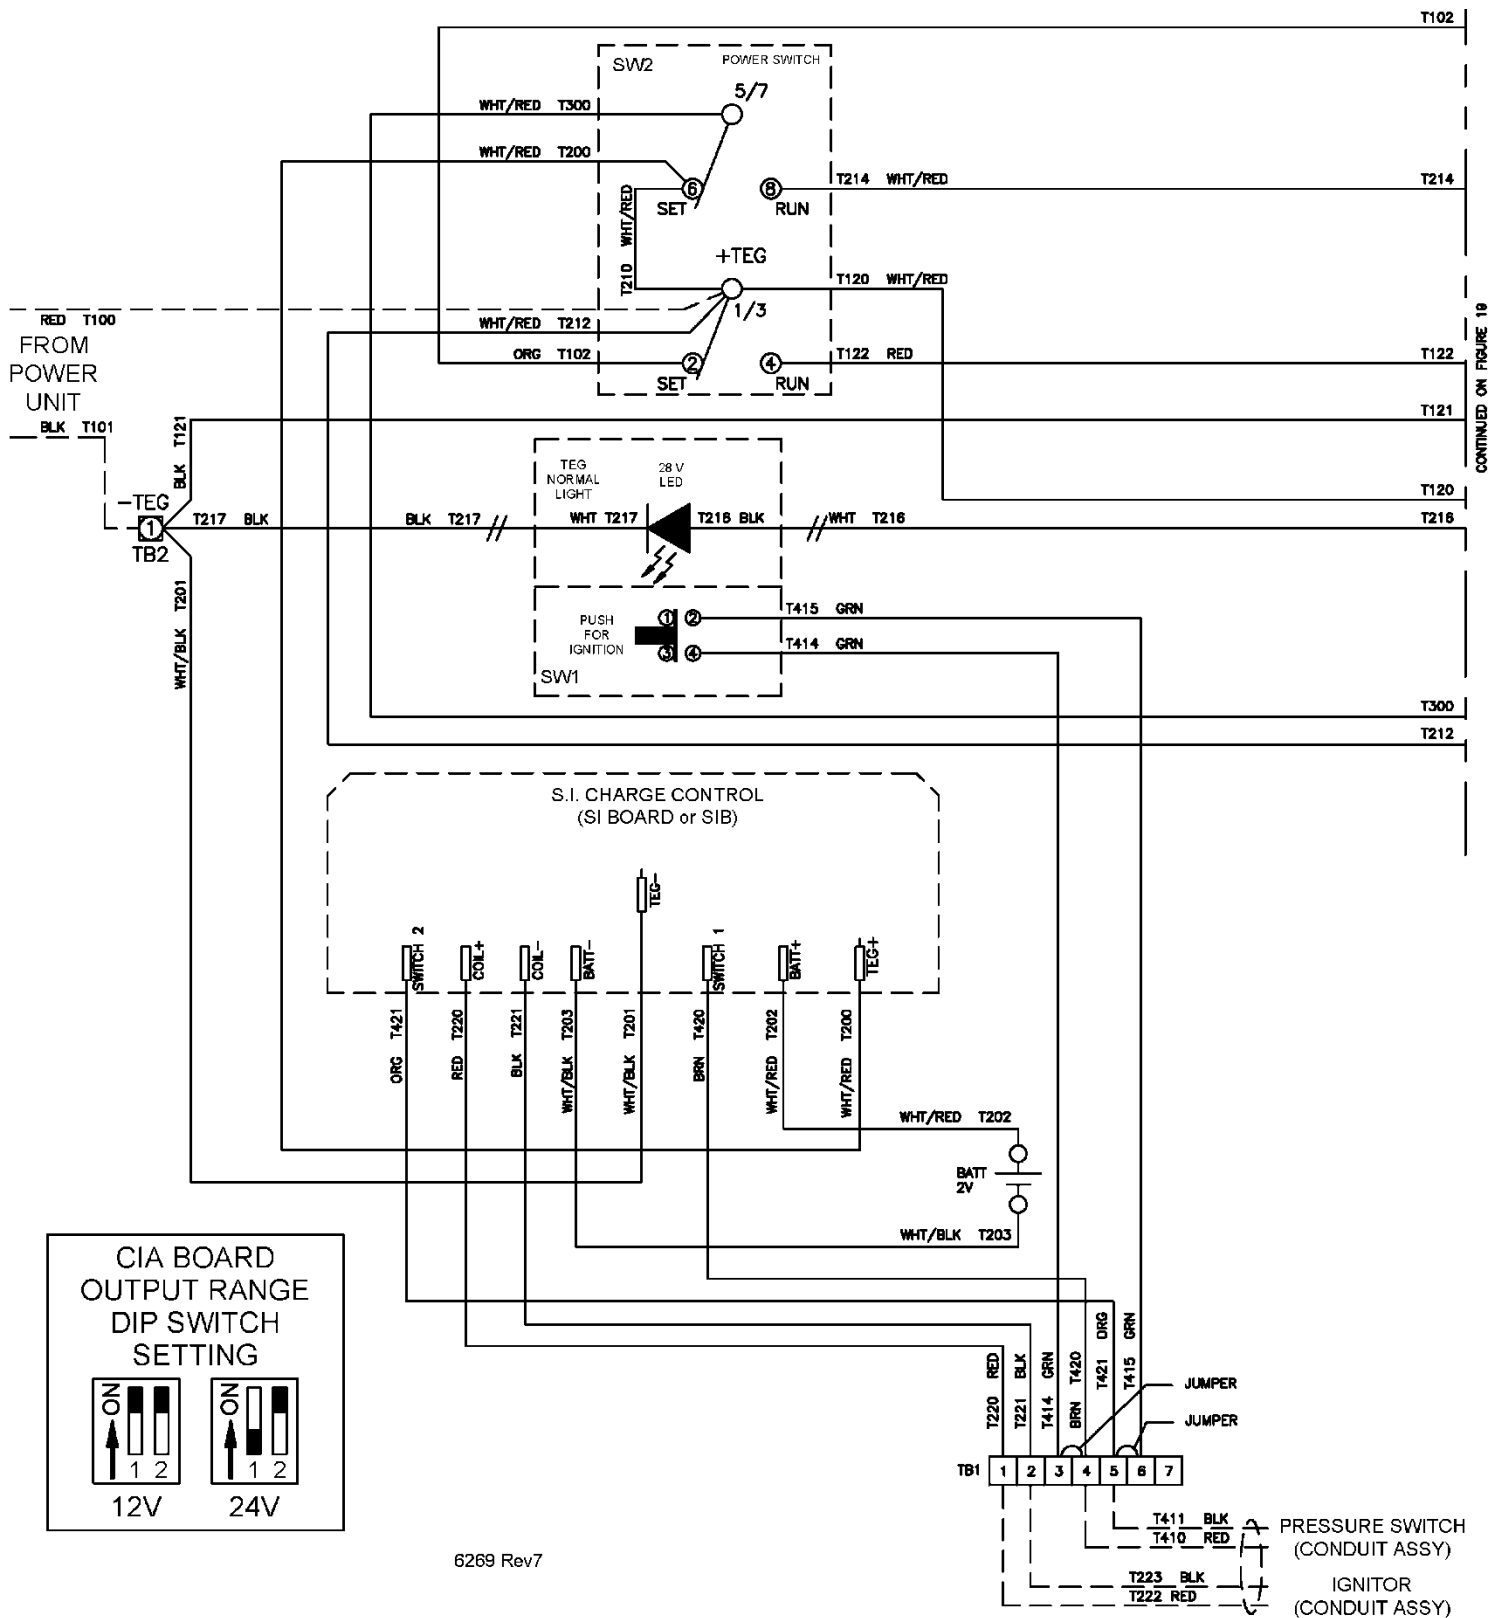 T102
SW2
POWER SWITCH
5/7
WHT/RED T300
WHT/RED T200
6
8
T214 WHT/RED
T214
SET
RUN
T210 WHT/RED
+TEG
T120 WHT/RED
1/3
RED T100
WHT/RED T212
FROM
POWER
UNIT
ORG T102
2
4
T122 RED
T122
SET
RUN
CONTINUED ON FIGURE 19
BLK T101
BLK T121
T121
TEG
NORMAL
LIGHT
28 V
LED
T120
-TEG
1
TB2
T217 BLK
BLK T217
WHT T217
T216 BLK
WHT T216
T216
WHT/BLK T201
PUSH
FOR
IGNITION
1
2
3
4
T415 GRN
T414 GRN
SW1
T300
T212
S.I. CHARGE CONTROL
(SI BOARD or SIB)
SWITCH 2
COIL+
COIL-
BATT-
TEG-
SWITCH 1
BATT+
TEG+
ORG T421
RED T220
BLK T221
WHT/BLK T203
WHT/BLK T201
BRN T420
WHT/RED T202
WHT/RED T200
WHT/RED T202
BATT
2V
WHT/BLK T203
CIA BOARD
OUTPUT RANGE
DIP SWITCH
SETTING
ON
1 2
12V
ON
1 2
24V
T220 RED
T221 BLK
T414 GRN
BRN T420
T421 ORG
T415 GRN
JUMPER
JUMPER
TB1
1 2 3 4 5 6 7
T411 BLK
T410 RED
PRESSURE SWITCH
(CONDUIT ASSY)
T223 BLK
T222 RED
IGNITOR
(CONDUIT ASSY)
6269 Rev7